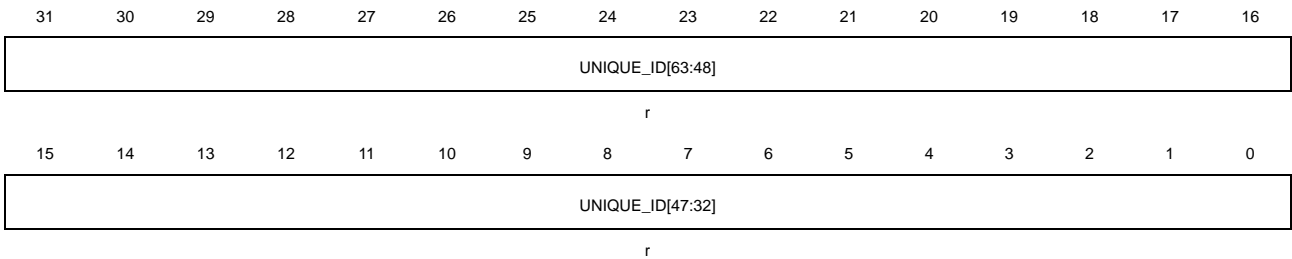 31 30 29 28 27 26 25 24 23 22 21 20 19 18 17 16
UNIQUE_ID[63:48]
r
15 14 13 12 11 10 9 8 7 6 5 4 3 2 1 0
UNIQUE_ID[47:32]
r